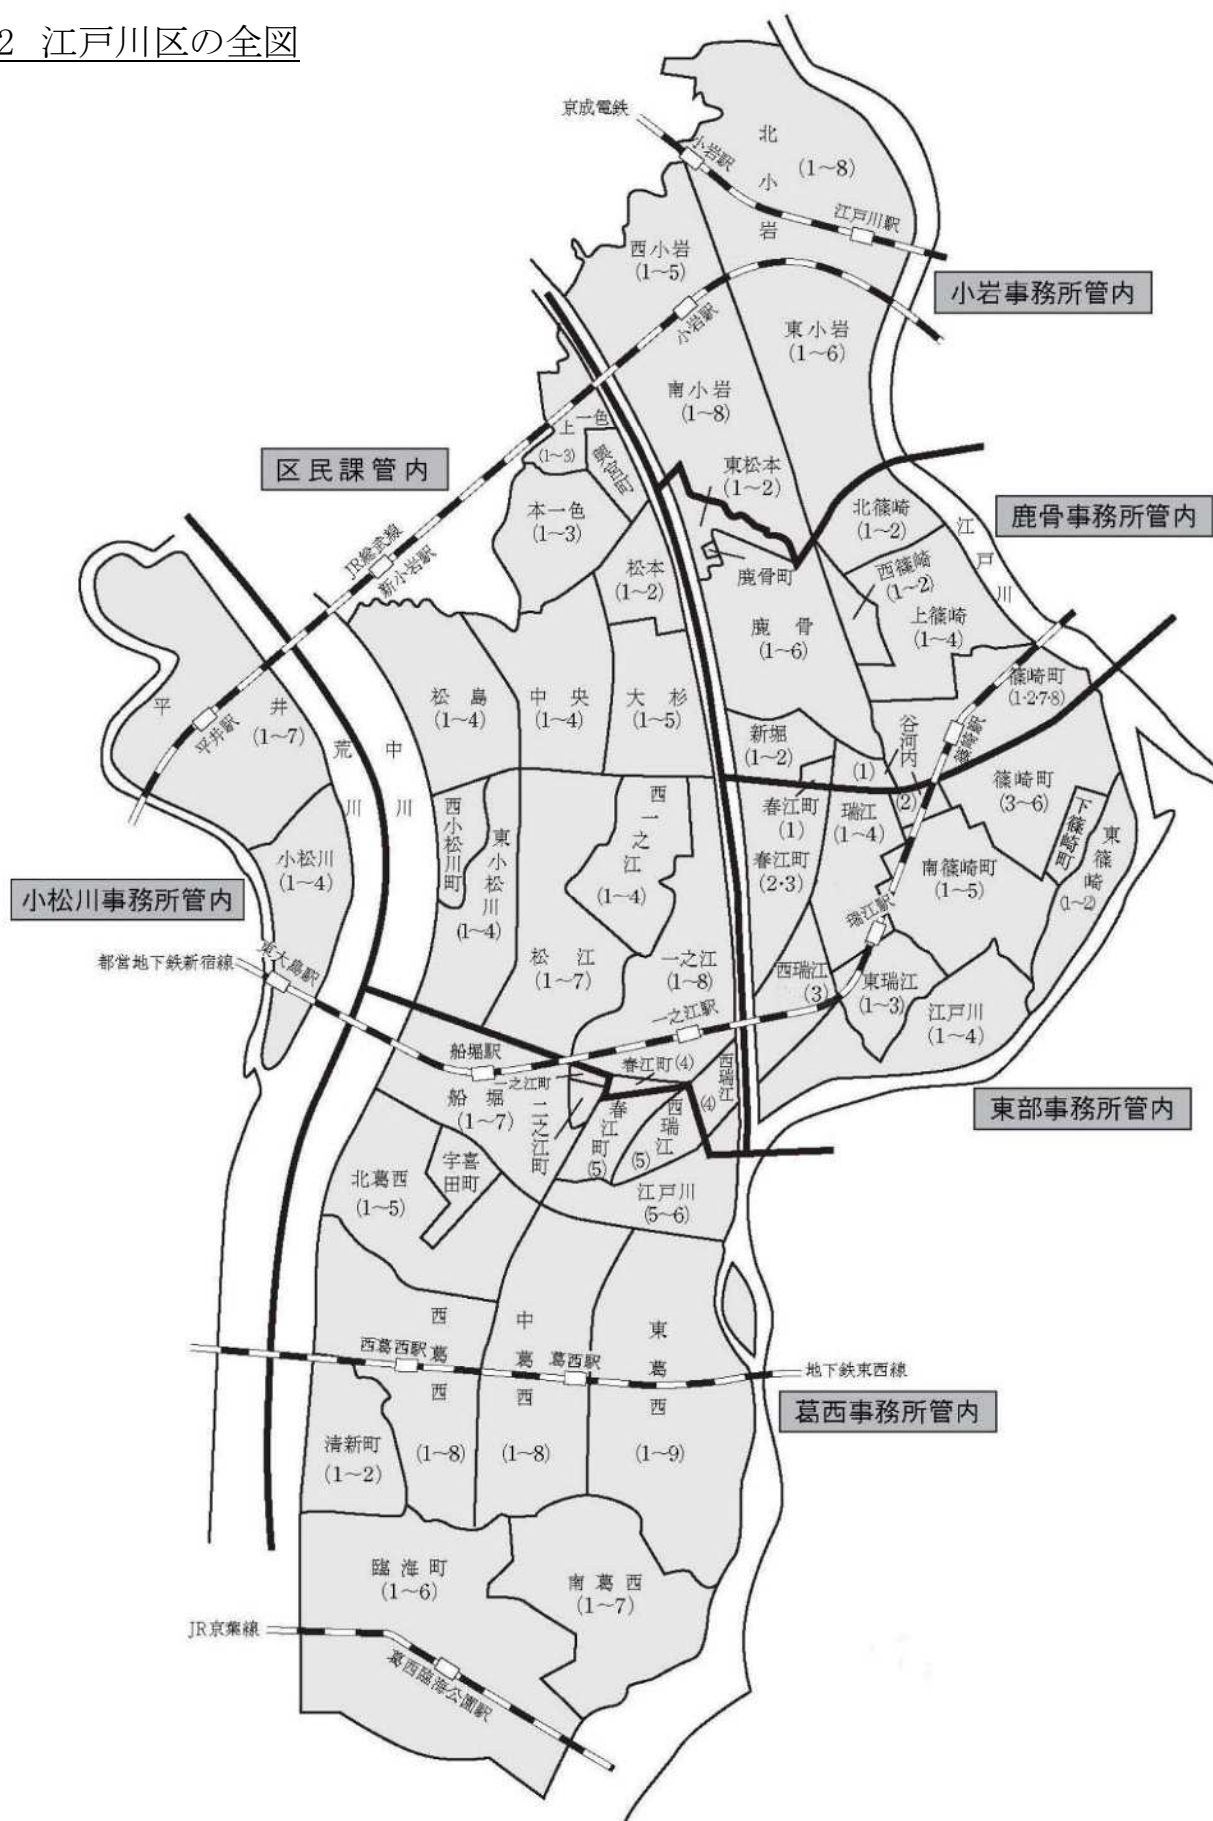 2 江戸川区の全図
京成電鉄
小岩駅
北小岩
(1～8)
江戸川駅
西小岩
(1～5)
小岩事務所管内
小岩駅
東小岩
(1～6)
南小岩
(1～8)
上一色
(1～3)
興宮町
区民課管内
東松本
(1～2)
本一色
(1～3)
北篠崎
(1～2)
鹿骨事務所管内
江戸川
JR総武線
新小岩駅
松本
(1～2)
鹿骨町
西篠崎
(1～2)
鹿骨
(1～6)
上篠崎
(1～4)
篠崎町
(1･2･7･8)
平井
(1～7)
平井駅
荒川
中川
松島
(1～4)
中央
(1～4)
大杉
(1～5)
新堀
(1～2)
谷河内
(1)
(2)
篠崎駅
篠崎町
(3～6)
下篠崎町
東篠崎
(1～2)
春江町
(1)
瑞江
(1～4)
西小松川町
東小松川
(1～4)
西一之江
(1～4)
小松川
(1～4)
春江町
(2･3)
南篠崎町
(1～5)
小松川事務所管内
瑞江駅
都営地下鉄新宿線
東大島駅
松江
(1～7)
一之江
(1～8)
西瑞江
(3)
東瑞江
(1～3)
江戸川
(1～4)
一之江駅
船堀駅
春江町(4)
西瑞江
(4)
一之江町
船堀
(1～7)
二之江町
春江町
(5)
西瑞江
(5)
東部事務所管内
宇喜田町
北葛西
(1～5)
江戸川
(5～6)
西葛西
(1～8)
中葛西
(1～8)
東葛西
(1～9)
西葛西駅
葛西駅
地下鉄東西線
葛西事務所管内
清新町
(1～2)
臨海町
(1～6)
南葛西
(1～7)
JR京葉線
葛西臨海公園駅